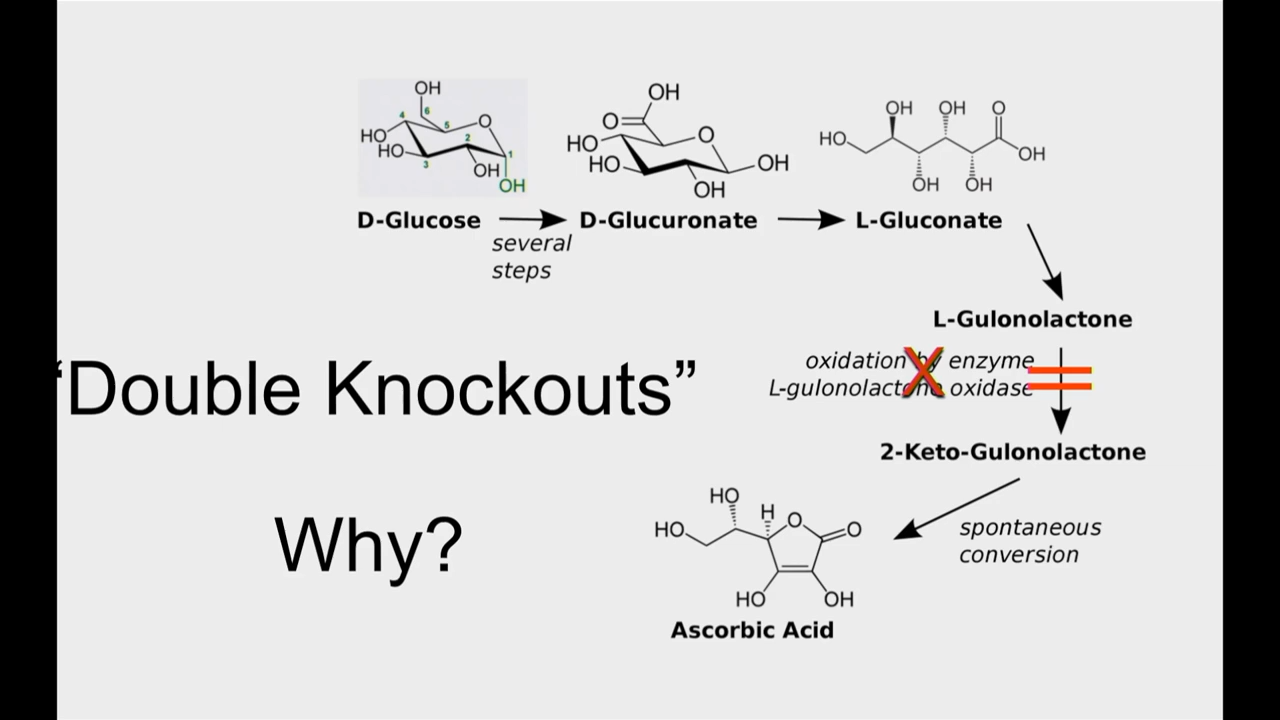 OH
4
6
5
O
HO
2
HO
1
3
OH
OH
OH
O
O
HO
HO
OH
OH
OH
OH
O
HO
OH
OH
OH
D-Glucose
D-Glucuronate
L-Gluconate
several
steps
L-Gulonolactone
oxidation by enzyme
X
L-gulonolactone oxidase
“Double Knockouts”
2-Keto-Gulonolactone
HO
H
O
HO
O
spontaneous
conversion
Why?
HO
OH
Ascorbic Acid